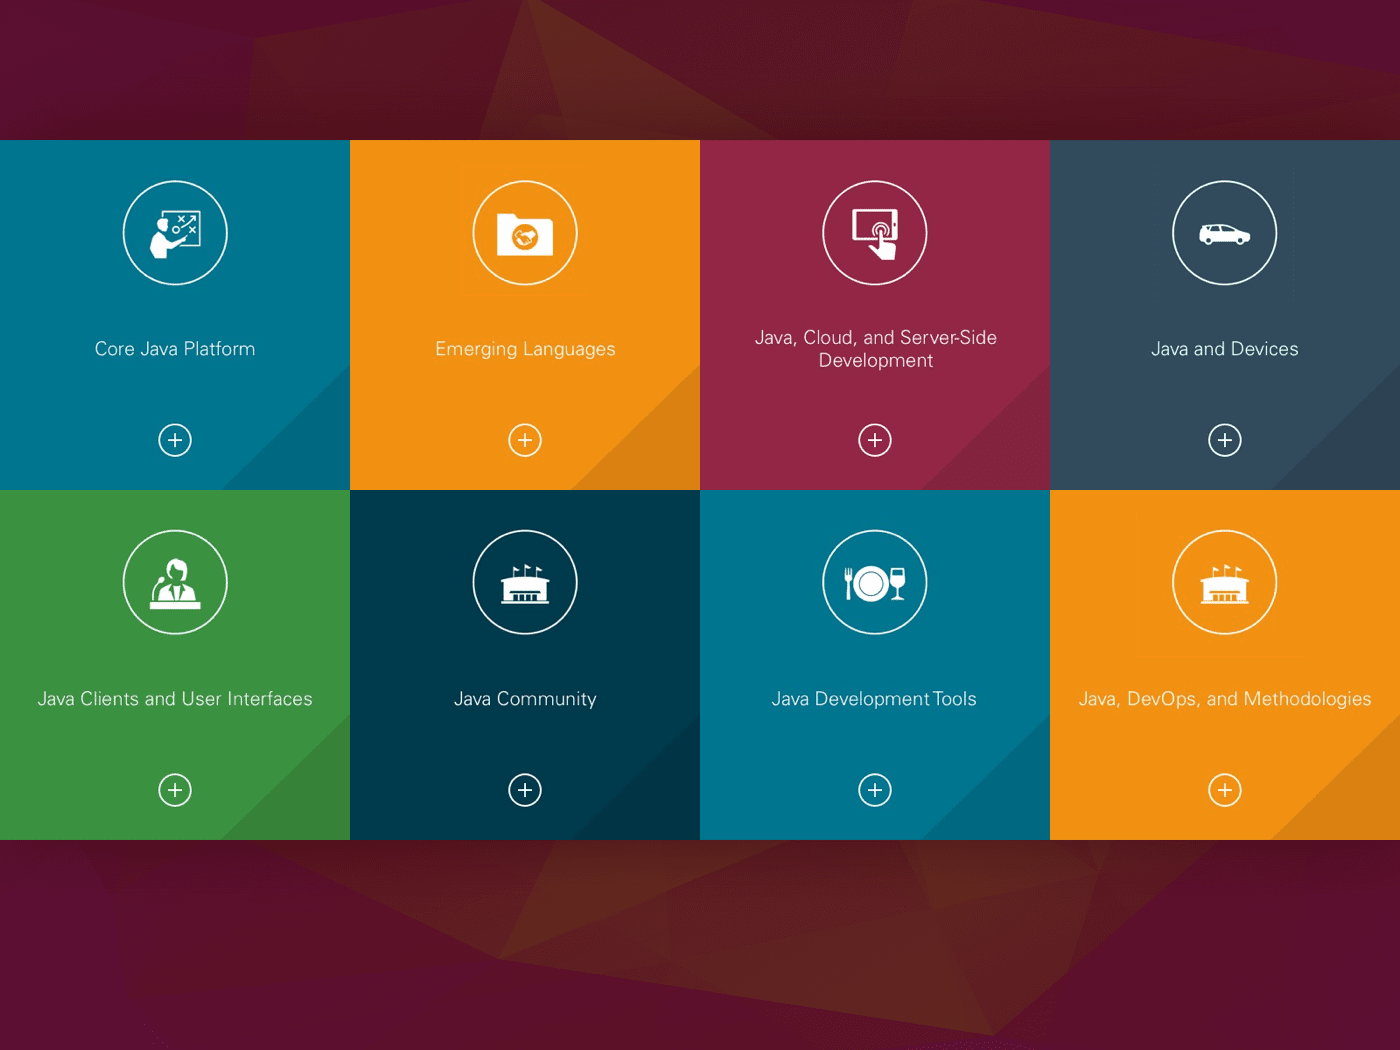 Core Java Platform
Emerging Languages
Java, Cloud, and Server-Side
Development
Java and Devices
Java Clients and User Interfaces
Java Community
Java Development Tools
Java, DevOps, and Methodologies